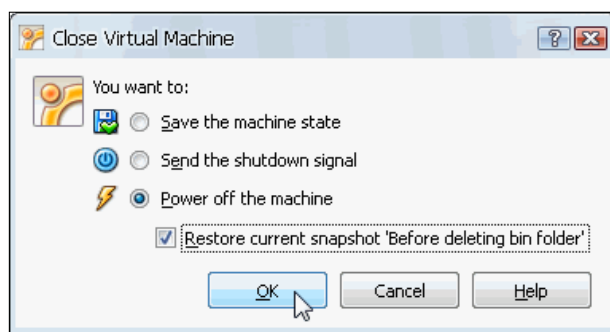 Close Virtual Machine
?
You want to:
Save the machine state
Send the shutdown signal
Power off the machine
Restore current snapshot 'Before deleting bin folder'
OK Cancel Help